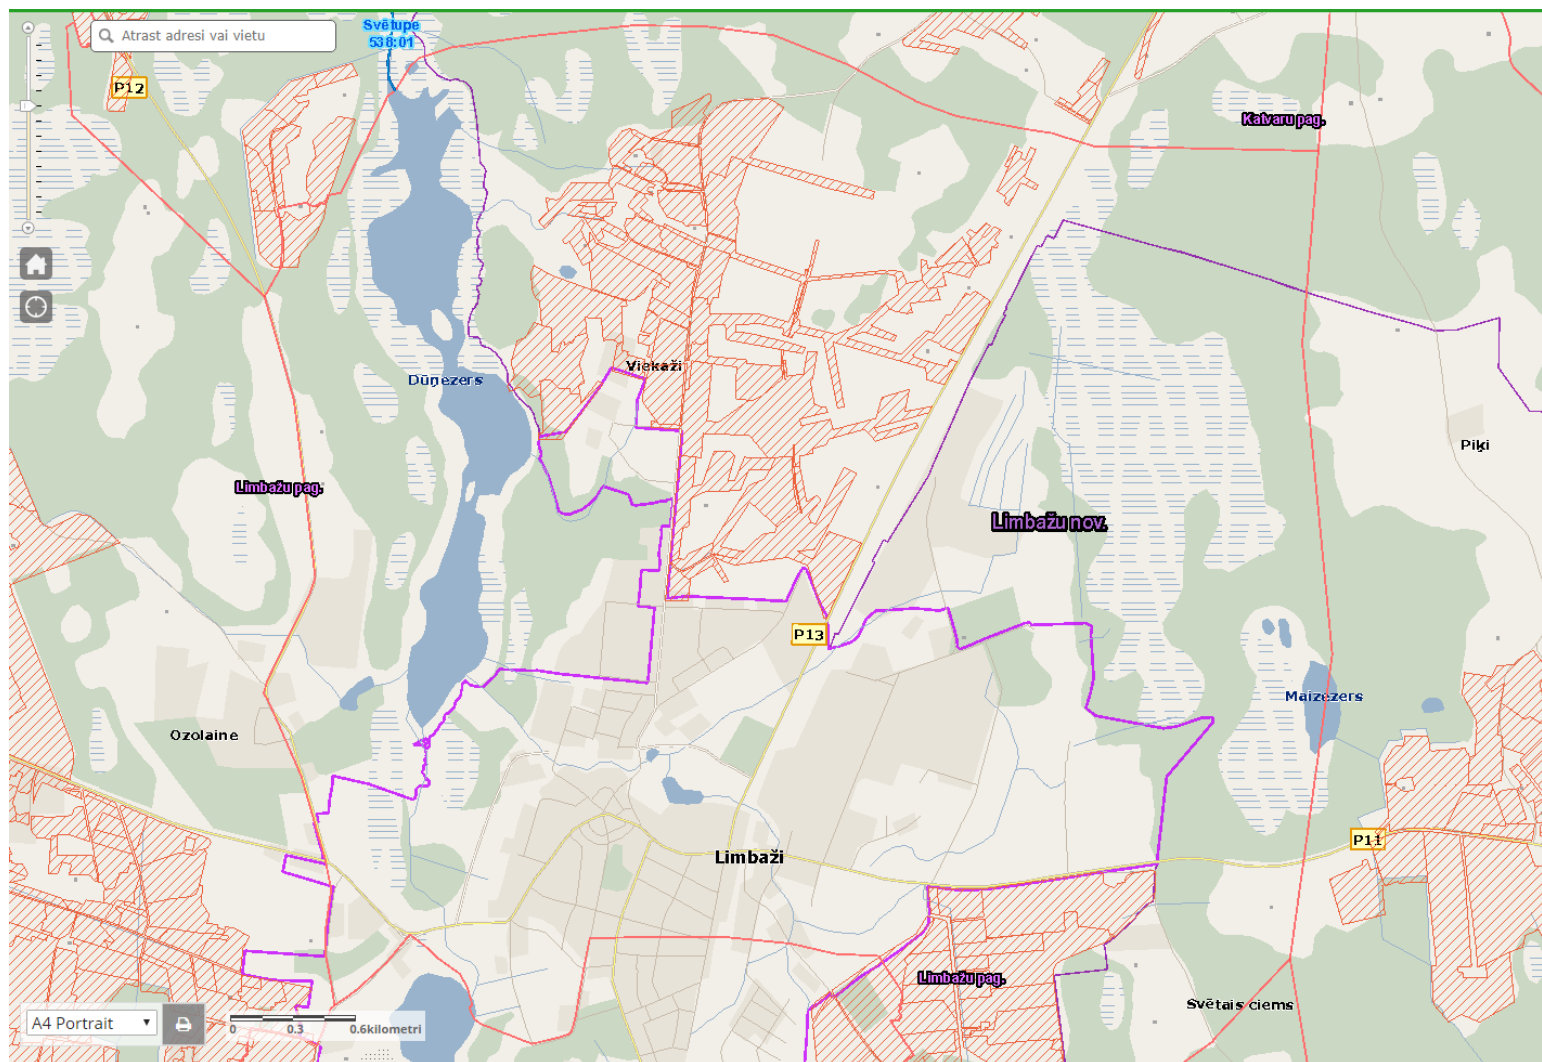 Svētupe
538:01
Atrast adresi vai vietu
P12
Katvaru pag.
Viekaži
Dūņezers
Piķi
Limbažu pag.
Limbažu nov.
P13
Maizezers
Ozolaine
P11
Limbaži
Limbažu pag.
Svētais ciems
A4 Portrait
0 0.3 0.6kilometri